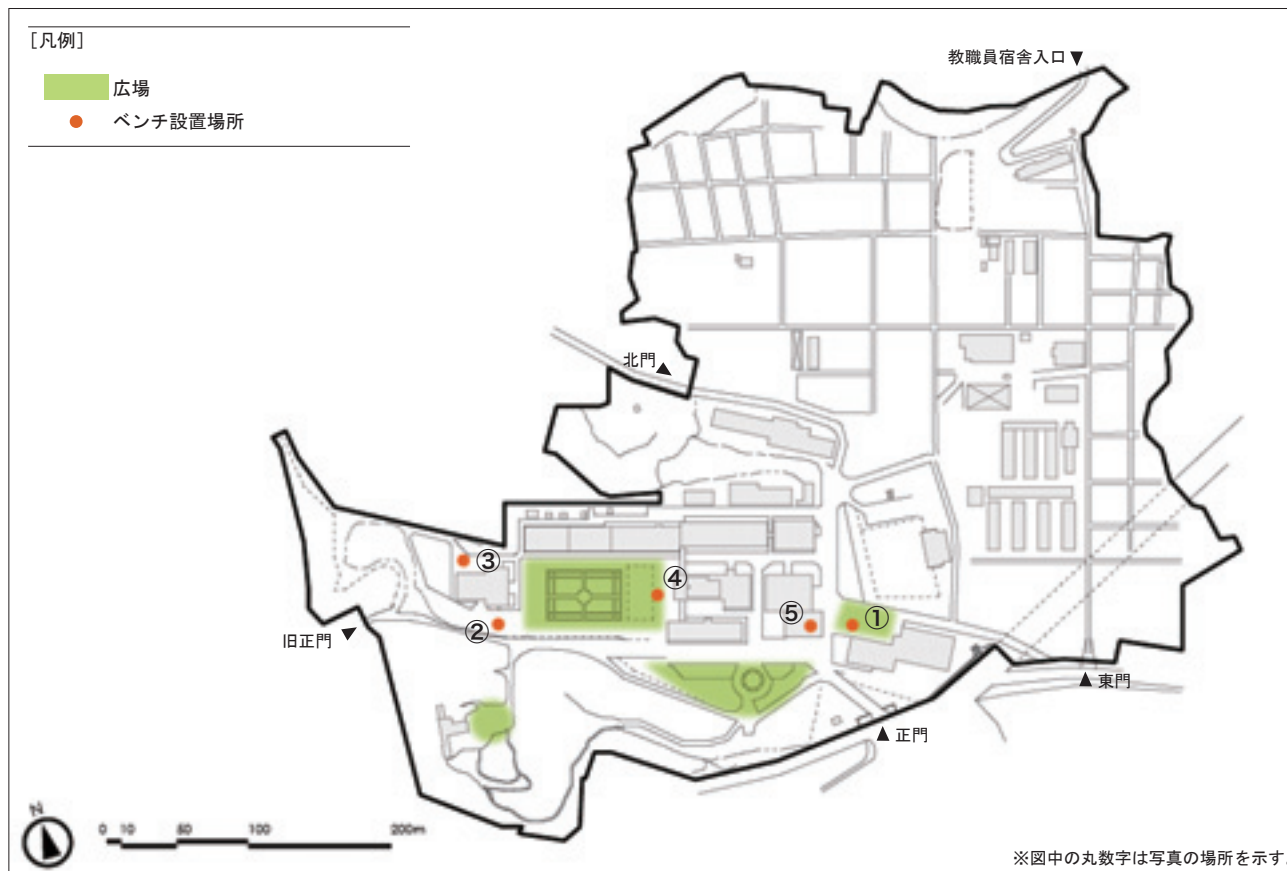 [凡例]
広場
ベンチ設置場所
教職員宿舎入口 ▼
北門 ▲
③
④
⑤
①
②
旧正門 ▲
▲ 東門
▲ 正門
N
0 10 50 100 200m
※図中の丸数字は写真の場所を示す。